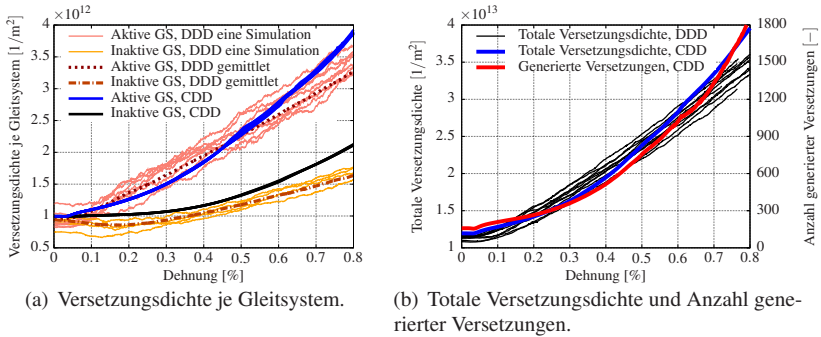 4 ×10¹²
3.5
3
2.5
2
1.5
1
0.5
0 0.1 0.2 0.3 0.4 0.5 0.6 0.7 0.8
Dehnung [%]
Versetzungsdichte je Gleitsystem [1/m²]
Aktive GS, DDD eine Simulation
Inaktive GS, DDD eine Simulation
Aktive GS, DDD gemittlet
Inaktive GS, DDD gemittlet
Aktive GS, CDD
Inaktive GS, CDD
(a) Versetzungsdichte je Gleitsystem.
4 ×10¹³
3.5
3
2.5
2
1.5
1
0 0.1 0.2 0.3 0.4 0.5 0.6 0.7 0.8
Dehnung [%]
Totale Versetzungsdichte [1/m²]
Totale Versetzungsdichte, DDD
Totale Versetzungsdichte, CDD
Generierte Versetzungen, CDD
1800
1500
1200
900
600
300
0
Anzahl generierter Versetzungen [−]
(b) Totale Versetzungsdichte und Anzahl gene-
rierter Versetzungen.